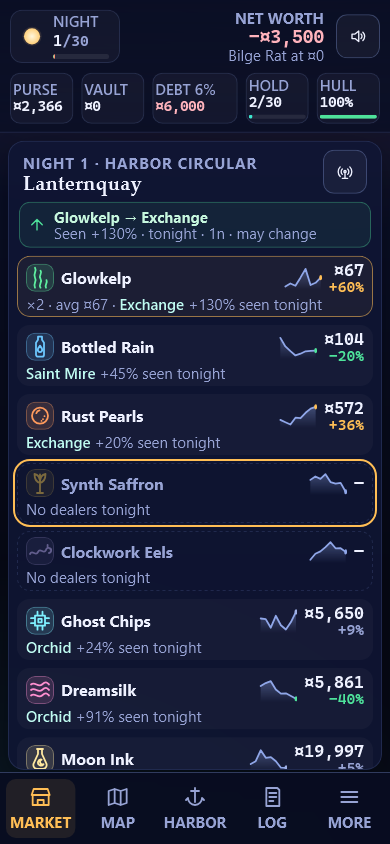 NIGHT
1/30
NET WORTH
−¤3,500
Bilge Rat at ¤0
PURSE
¤2,366
VAULT
¤0
DEBT 6%
¤6,000
HOLD
2/30
HULL
100%
NIGHT 1 · HARBOR CIRCULAR
Lanternquay
Glowkelp → Exchange
Seen +130% · tonight · 1n · may change
Glowkelp
¤67
+60%
×2 · avg ¤67 · Exchange +130% seen tonight
Bottled Rain
¤104
−20%
Saint Mire +45% seen tonight
Rust Pearls
¤572
+36%
Exchange +20% seen tonight
Synth Saffron
—
No dealers tonight
Clockwork Eels
—
No dealers tonight
Ghost Chips
¤5,650
+9%
Orchid +24% seen tonight
Dreamsilk
¤5,861
−40%
Orchid +91% seen tonight
Moon Ink
¤19,997
+5%
MARKET
MAP
HARBOR
LOG
MORE